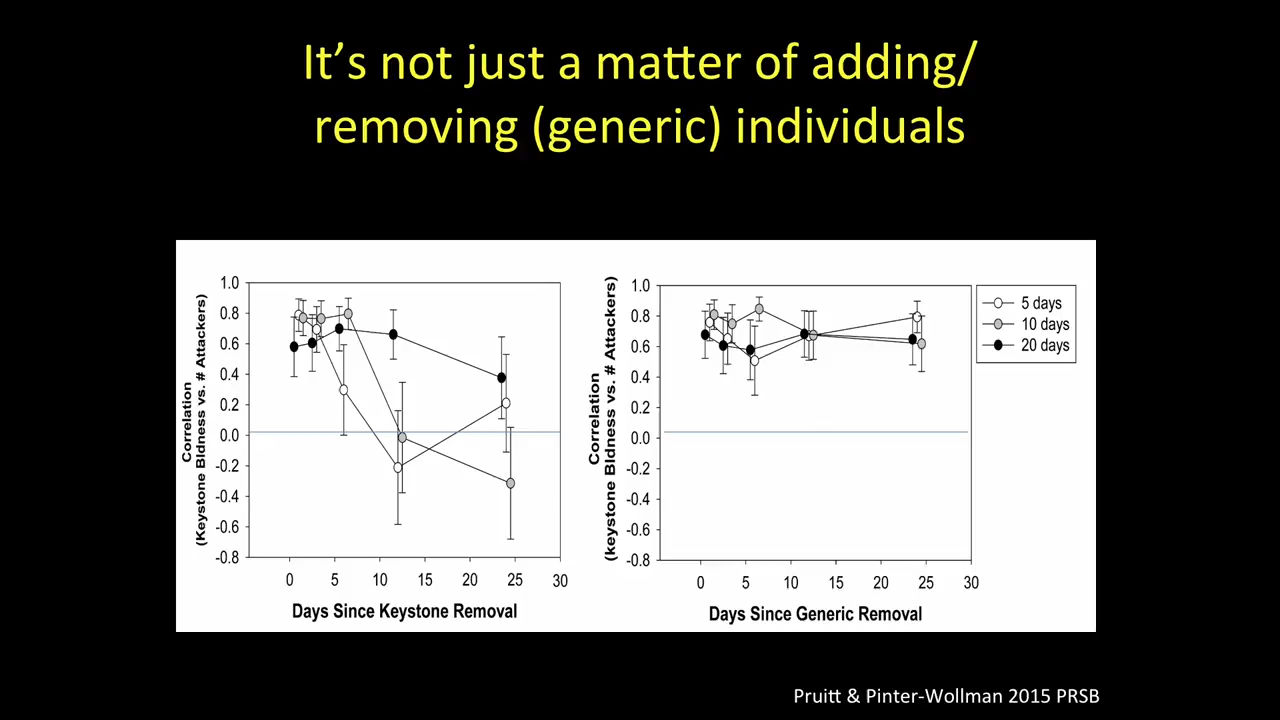 It's not just a matter of adding/
removing (generic) individuals
Correlation
(Keystone Bldness vs. # Attackers)
1.0
0.8
0.6
0.4
0.2
0.0
-0.2
-0.4
-0.6
-0.8
0 5 10 15 20 25 30
Days Since Keystone Removal
Correlation
(keystone Bldness vs. # Attackers)
1.0
0.8
0.6
0.4
0.2
0.0
-0.2
-0.4
-0.6
-0.8
0 5 10 15 20 25 30
Days Since Generic Removal
5 days
10 days
20 days
Pruitt & Pinter-Wollman 2015 PRSB